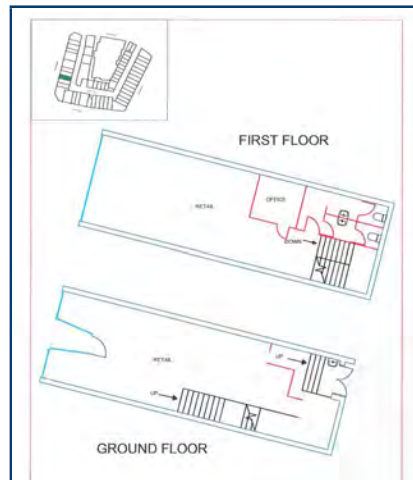 FIRST FLOOR
OFFICE
RETAIL
DOWN
RETAIL
UP
UP
GROUND FLOOR